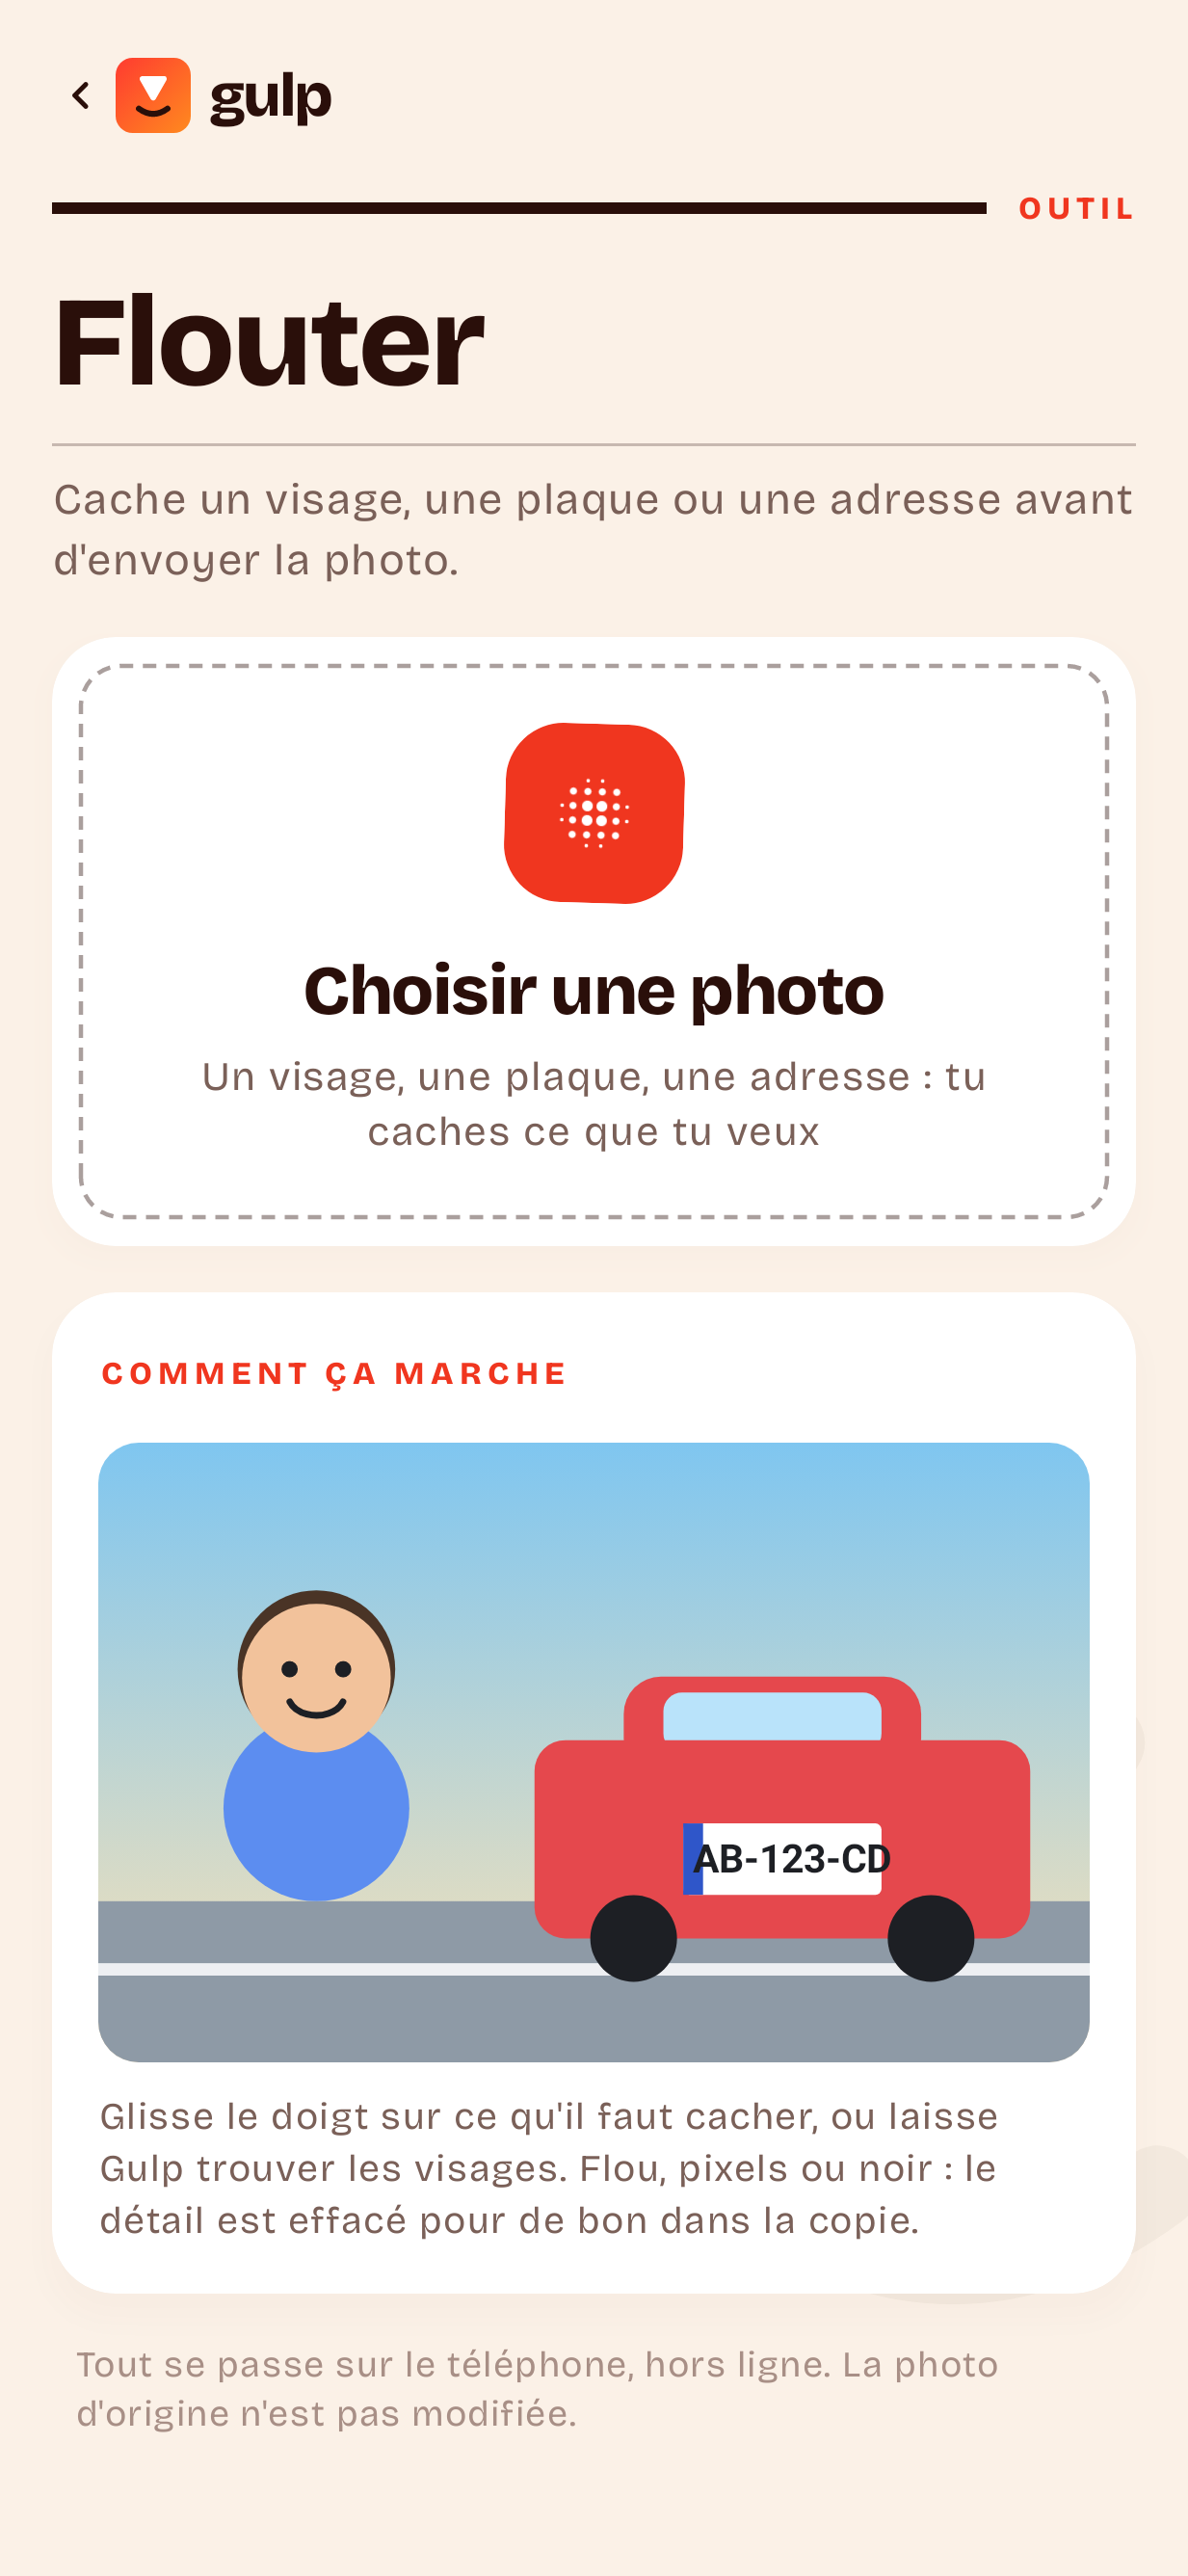 gulp
OUTIL
Flouter
Cache un visage, une plaque ou une adresse avant
d'envoyer la photo.
Choisir une photo
Un visage, une plaque, une adresse : tu
caches ce que tu veux
COMMENT ÇA MARCHE
AB-123-CD
Glisse le doigt sur ce qu'il faut cacher, ou laisse
Gulp trouver les visages. Flou, pixels ou noir : le
détail est effacé pour de bon dans la copie.
Tout se passe sur le téléphone, hors ligne. La photo
d'origine n'est pas modifiée.